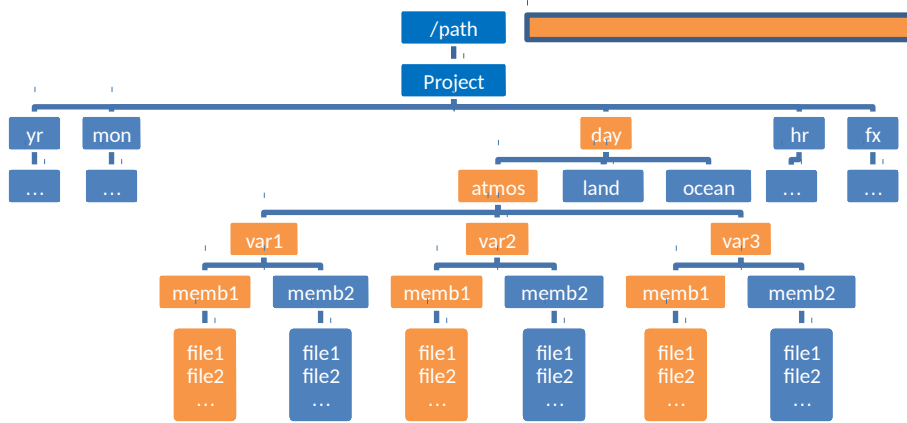 /path
Project
yr mon day hr fx
… … atmos land ocean … …
var1 var2 var3
memb1 memb2 memb1 memb2 memb1 memb2
file1 file1 file1 file1 file1 file1
file2 file2 file2 file2 file2 file2
… … … … … …